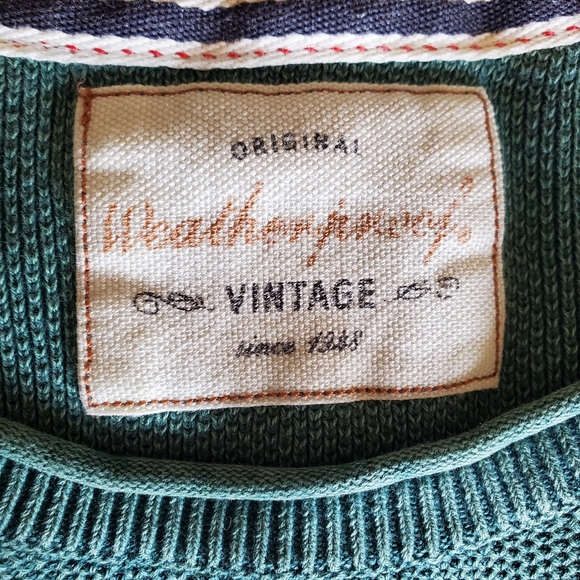 ORIGINAL
Weatherproof®
VINTAGE
since 1948